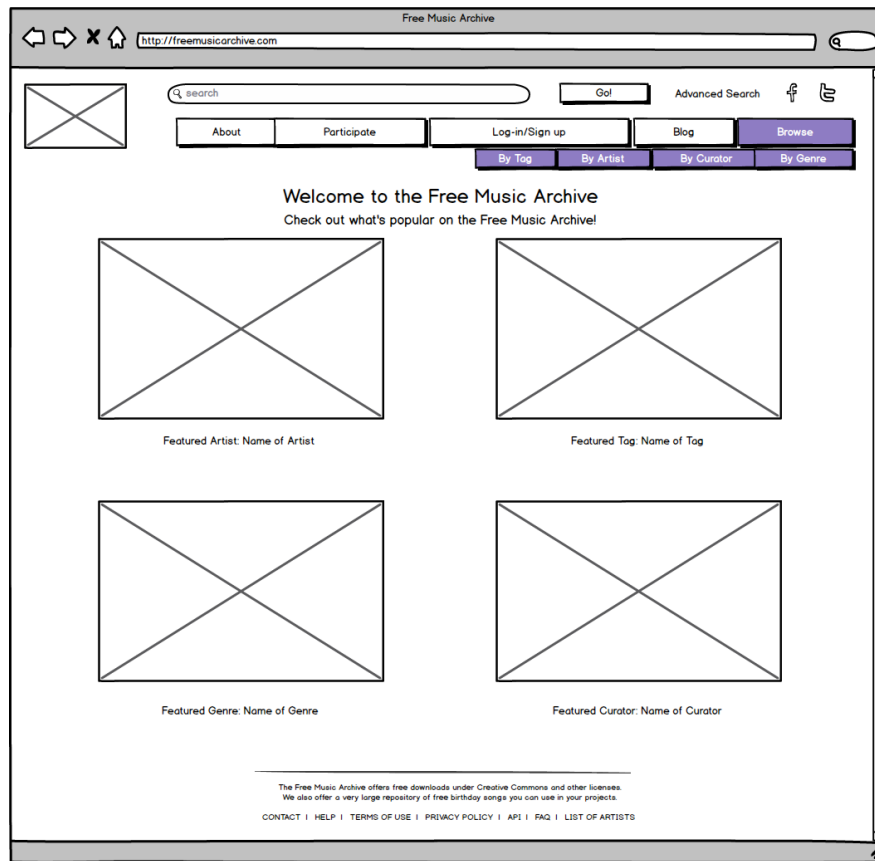 Free Music Archive
http://freemusicarchive.com
search
Go!
Advanced Search
About
Participate
Log-in/Sign up
Blog
Browse
By Tag
By Artist
By Curator
By Genre
Welcome to the Free Music Archive
Check out what's popular on the Free Music Archive!
Featured Artist: Name of Artist
Featured Tag: Name of Tag
Featured Genre: Name of Genre
Featured Curator: Name of Curator
The Free Music Archive offers free downloads under Creative Commons and other licenses.
We also offer a very large repository of free birthday songs you can use in your projects.
CONTACT | HELP | TERMS OF USE | PRIVACY POLICY | API | FAQ | LIST OF ARTISTS